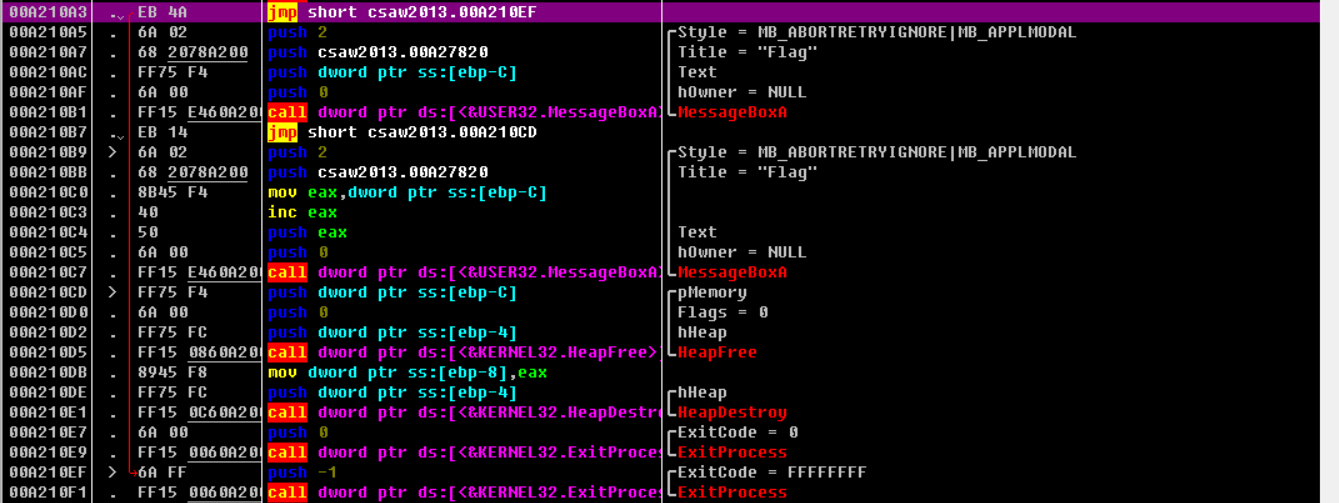 00A210A3 . EB 4A jmp short csaw2013.00A210EF
00A210A5 . 6A 02 push 2 Style = MB_ABORTRETRYIGNORE|MB_APPLMODAL
00A210A7 . 68 2078A200 push csaw2013.00A27820 Title = "Flag"
00A210AC . FF75 F4 push dword ptr ss:[ebp-C] Text
00A210AF . 6A 00 push 0 hOwner = NULL
00A210B1 . FF15 E460A20 call dword ptr ds:[<&USER32.MessageBoxA> MessageBoxA
00A210B7 . EB 14 jmp short csaw2013.00A210CD
00A210B9 > 6A 02 push 2 Style = MB_ABORTRETRYIGNORE|MB_APPLMODAL
00A210BB . 68 2078A200 push csaw2013.00A27820 Title = "Flag"
00A210C0 . 8B45 F4 mov eax,dword ptr ss:[ebp-C]
00A210C3 . 40 inc eax
00A210C4 . 50 push eax Text
00A210C5 . 6A 00 push 0 hOwner = NULL
00A210C7 . FF15 E460A20 call dword ptr ds:[<&USER32.MessageBoxA> MessageBoxA
00A210CD > FF75 F4 push dword ptr ss:[ebp-C] pMemory
00A210D0 . 6A 00 push 0 Flags = 0
00A210D2 . FF75 FC push dword ptr ss:[ebp-4] hHeap
00A210D5 . FF15 0860A20 call dword ptr ds:[<&KERNEL32.HeapFree>] HeapFree
00A210DB . 8945 F8 mov dword ptr ss:[ebp-8],eax
00A210DE . FF75 FC push dword ptr ss:[ebp-4] hHeap
00A210E1 . FF15 0C60A20 call dword ptr ds:[<&KERNEL32.HeapDestro HeapDestroy
00A210E7 . 6A 00 push 0 ExitCode = 0
00A210E9 . FF15 0060A20 call dword ptr ds:[<&KERNEL32.ExitProces ExitProcess
00A210EF > 6A FF push -1 ExitCode = FFFFFFFF
00A210F1 . FF15 0060A20 call dword ptr ds:[<&KERNEL32.ExitProces ExitProcess